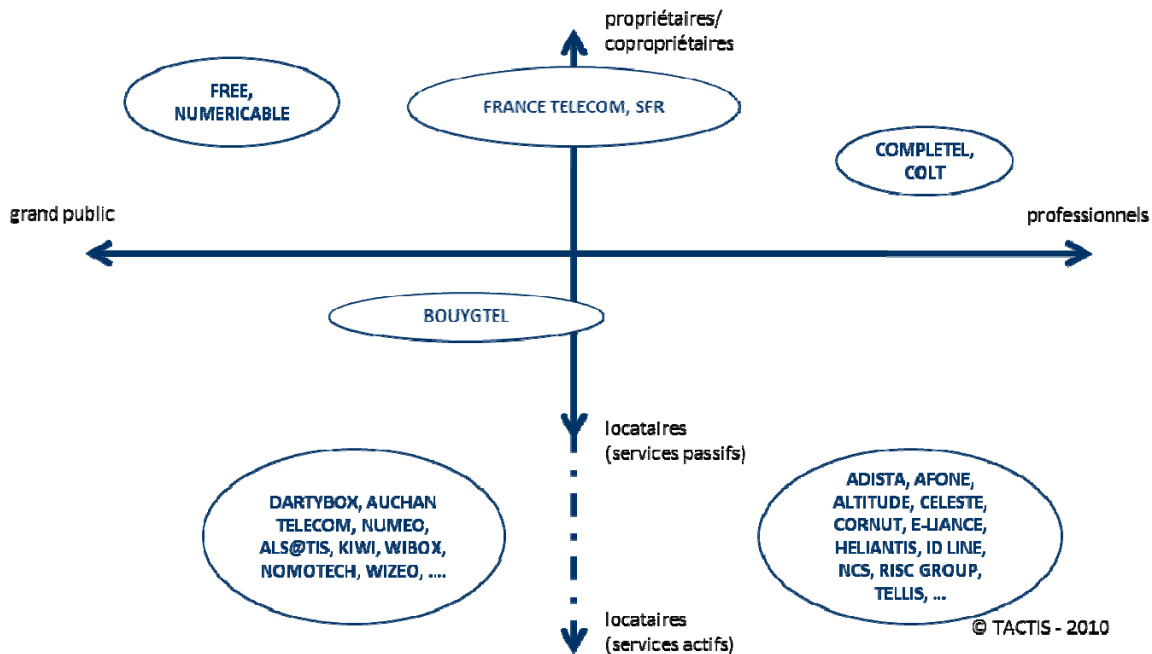 propriétaires/
copropriétaires
FREE,
NUMERICABLE
FRANCE TELECOM, SFR
COMPLETEL,
COLT
grand public
professionnels
BOUYGTEL
locataires
(services passifs)
DARTYBOX, AUCHAN
TELECOM, NUMEO,
ALS@TIS, KIWI, WIBOX,
NOMOTECH, WIZEO, ....
ADISTA, AFONE,
ALTITUDE, CELESTE,
CORNUT, E-LIANCE,
HELIANTIS, ID LINE,
NCS, RISC GROUP,
TELLIS, ...
locataires
(services actifs)
© TACTIS - 2010